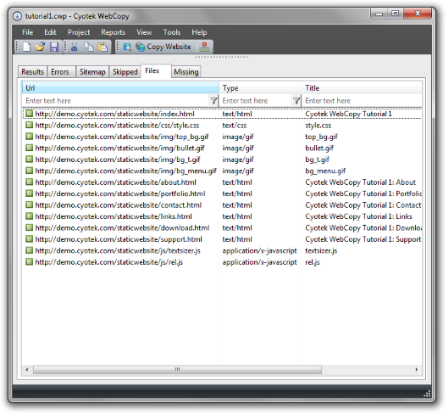 tutorial1.cwp - Cyotek WebCopy
File Edit Project Reports View Tools Help
Copy Website
Results Errors Sitemap Skipped Files Missing
Url Type Title
Enter text here Enter text here Enter text here
http://demo.cyotek.com/staticwebsite/index.html text/html Cyotek WebCopy Tutorial 1
http://demo.cyotek.com/staticwebsite/css/style.css text/css style.css
http://demo.cyotek.com/staticwebsite/img/top_bg.gif image/gif top_bg.gif
http://demo.cyotek.com/staticwebsite/img/bullet.gif image/gif bullet.gif
http://demo.cyotek.com/staticwebsite/img/bg_t.gif image/gif bg_t.gif
http://demo.cyotek.com/staticwebsite/img/bg_menu.gif image/gif bg_menu.gif
http://demo.cyotek.com/staticwebsite/about.html text/html Cyotek WebCopy Tutorial 1: About
http://demo.cyotek.com/staticwebsite/portfolio.html text/html Cyotek WebCopy Tutorial 1: Portfolio
http://demo.cyotek.com/staticwebsite/contact.html text/html Cyotek WebCopy Tutorial 1: Contact
http://demo.cyotek.com/staticwebsite/links.html text/html Cyotek WebCopy Tutorial 1: Links
http://demo.cyotek.com/staticwebsite/download.html text/html Cyotek WebCopy Tutorial 1: Downloa
http://demo.cyotek.com/staticwebsite/support.html text/html Cyotek WebCopy Tutorial 1: Support
http://demo.cyotek.com/staticwebsite/js/textsizer.js application/x-javascript textsizer.js
http://demo.cyotek.com/staticwebsite/js/rel.js application/x-javascript rel.js